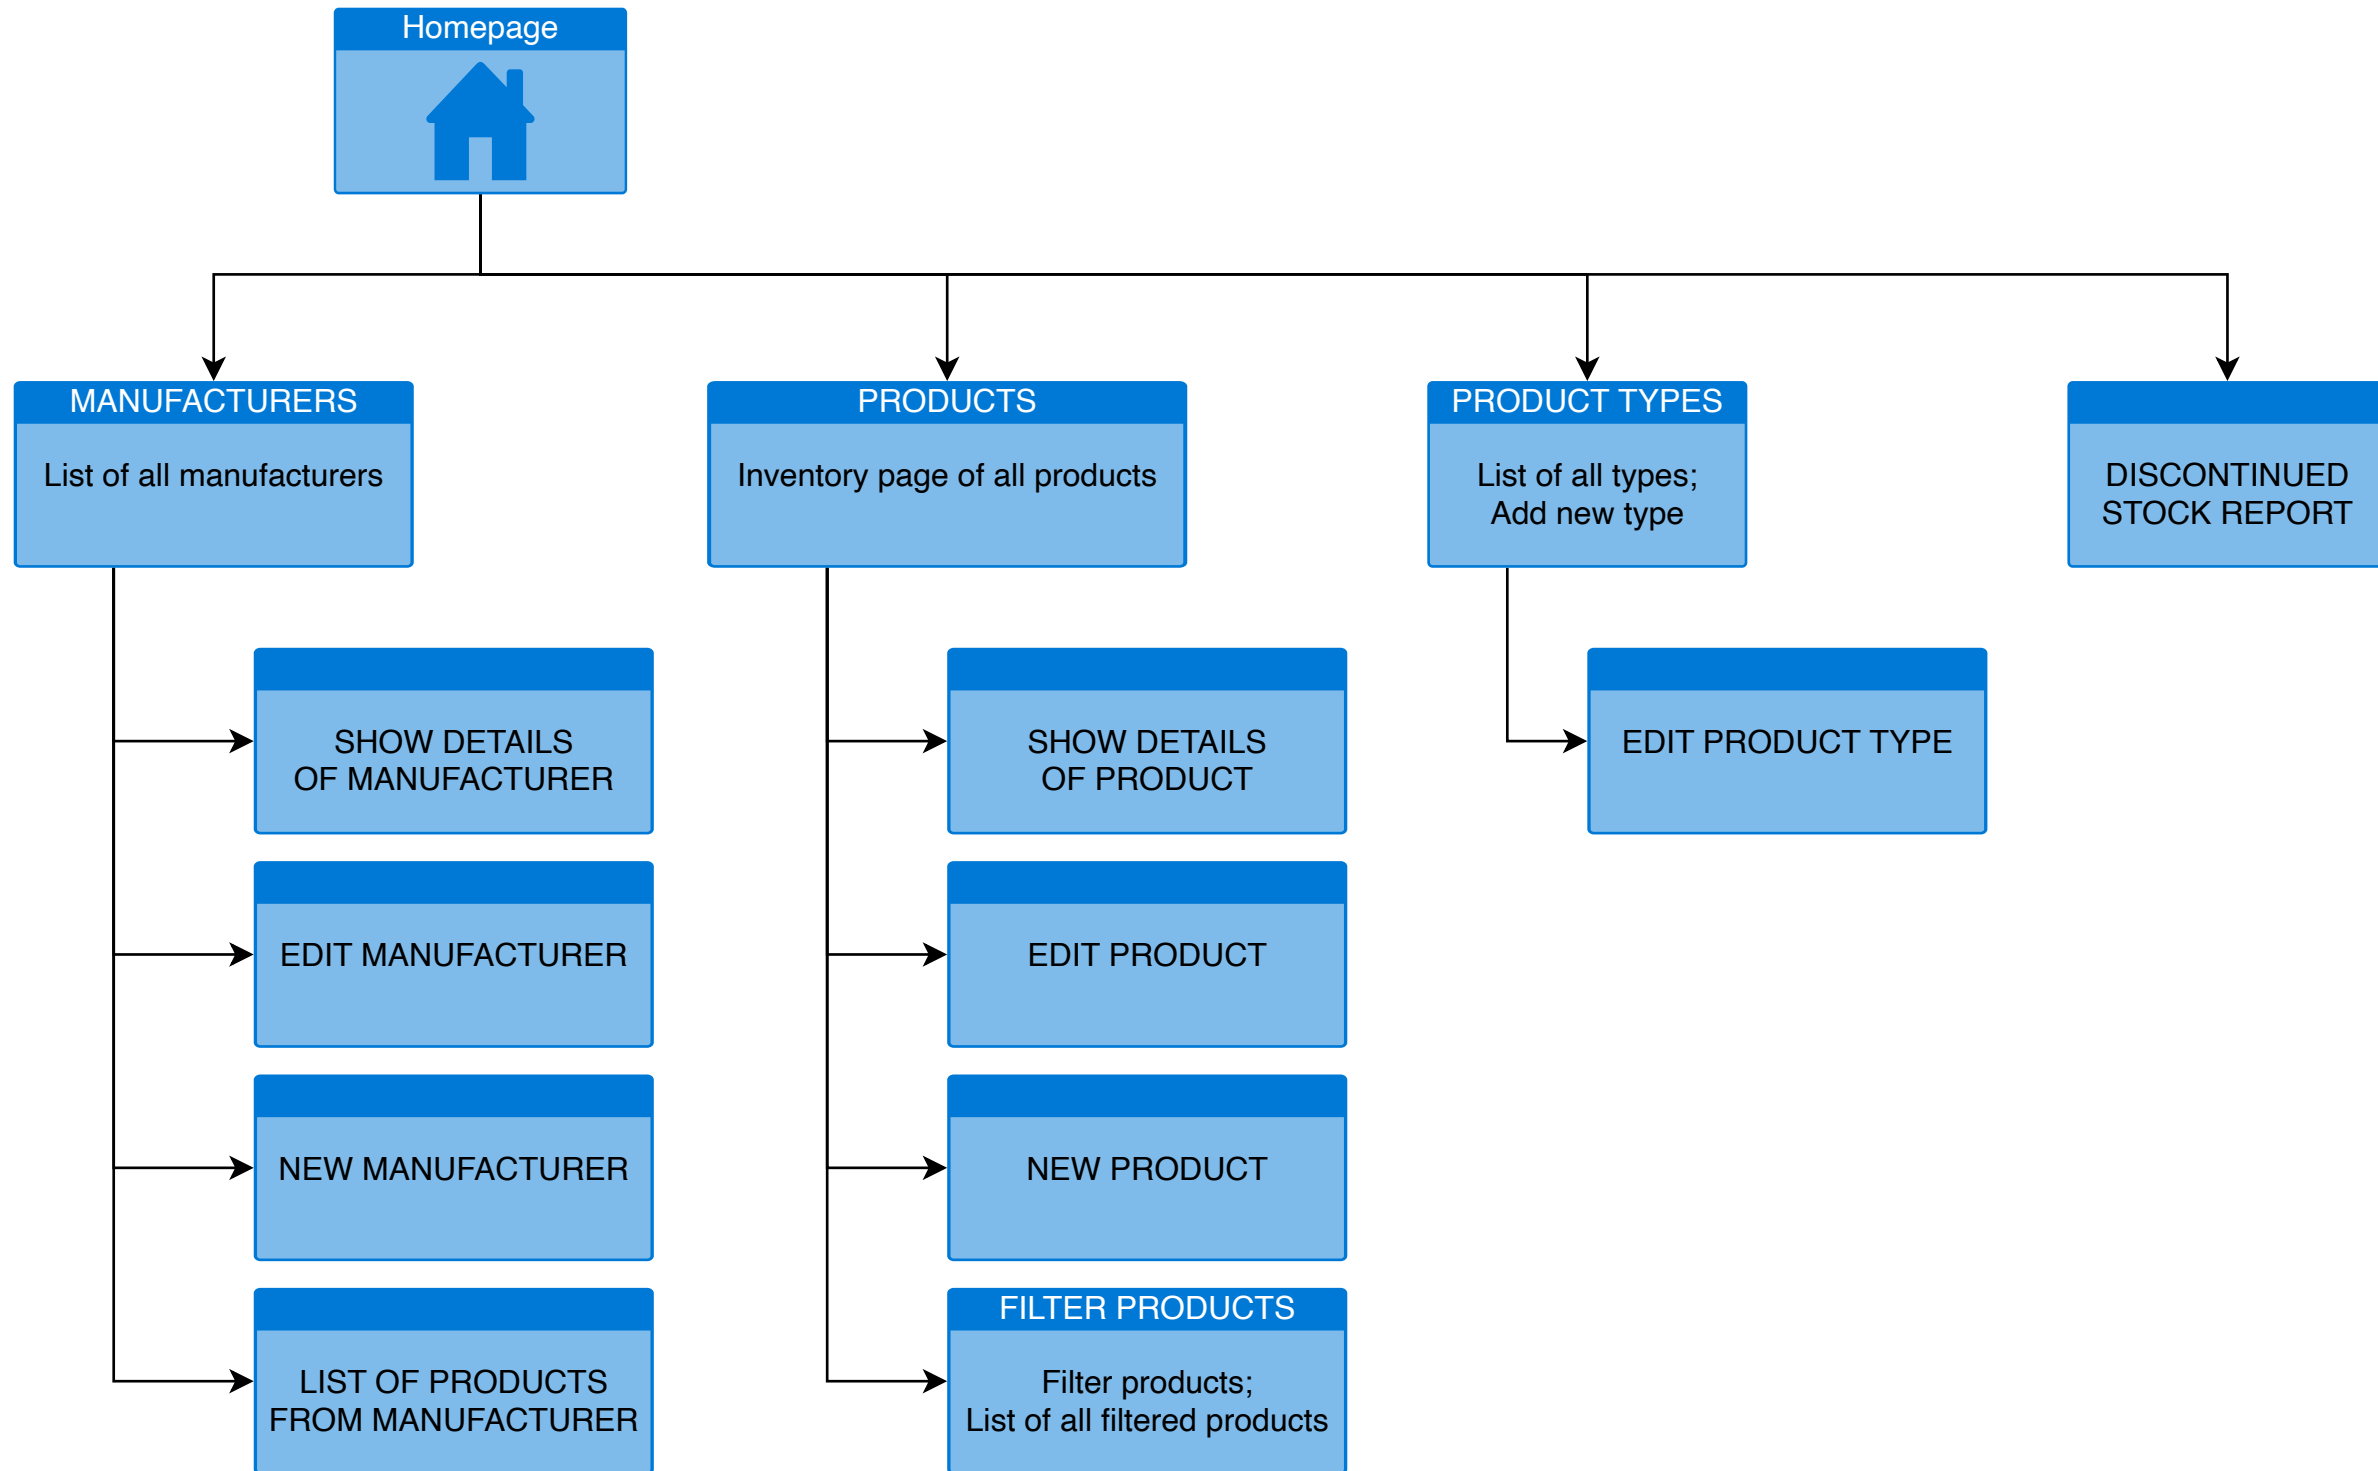 Homepage
MANUFACTURERS
List of all manufacturers
PRODUCTS
Inventory page of all products
PRODUCT TYPES
List of all types;
Add new type
DISCONTINUED
STOCK REPORT
SHOW DETAILS
OF MANUFACTURER
SHOW DETAILS
OF PRODUCT
EDIT PRODUCT TYPE
EDIT MANUFACTURER
EDIT PRODUCT
NEW MANUFACTURER
NEW PRODUCT
LIST OF PRODUCTS
FROM MANUFACTURER
FILTER PRODUCTS
Filter products;
List of all filtered products